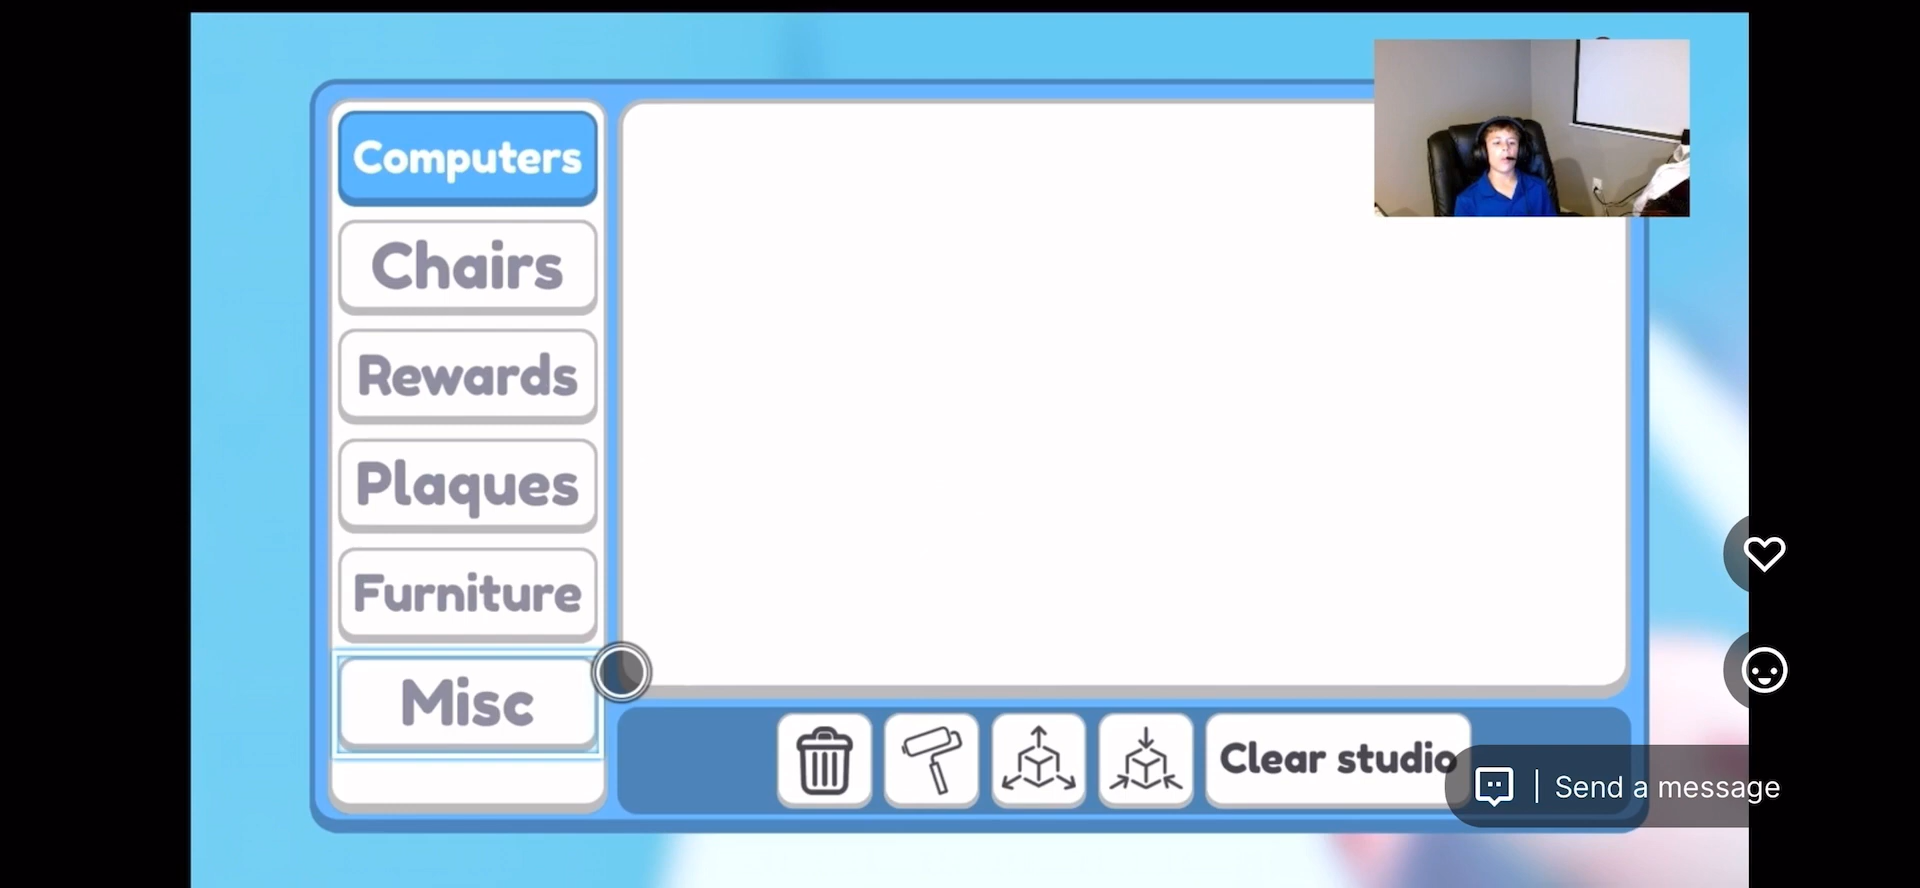 Computers
Chairs
Rewards
Plaques
Furniture
Misc
Clear studio
Send a message